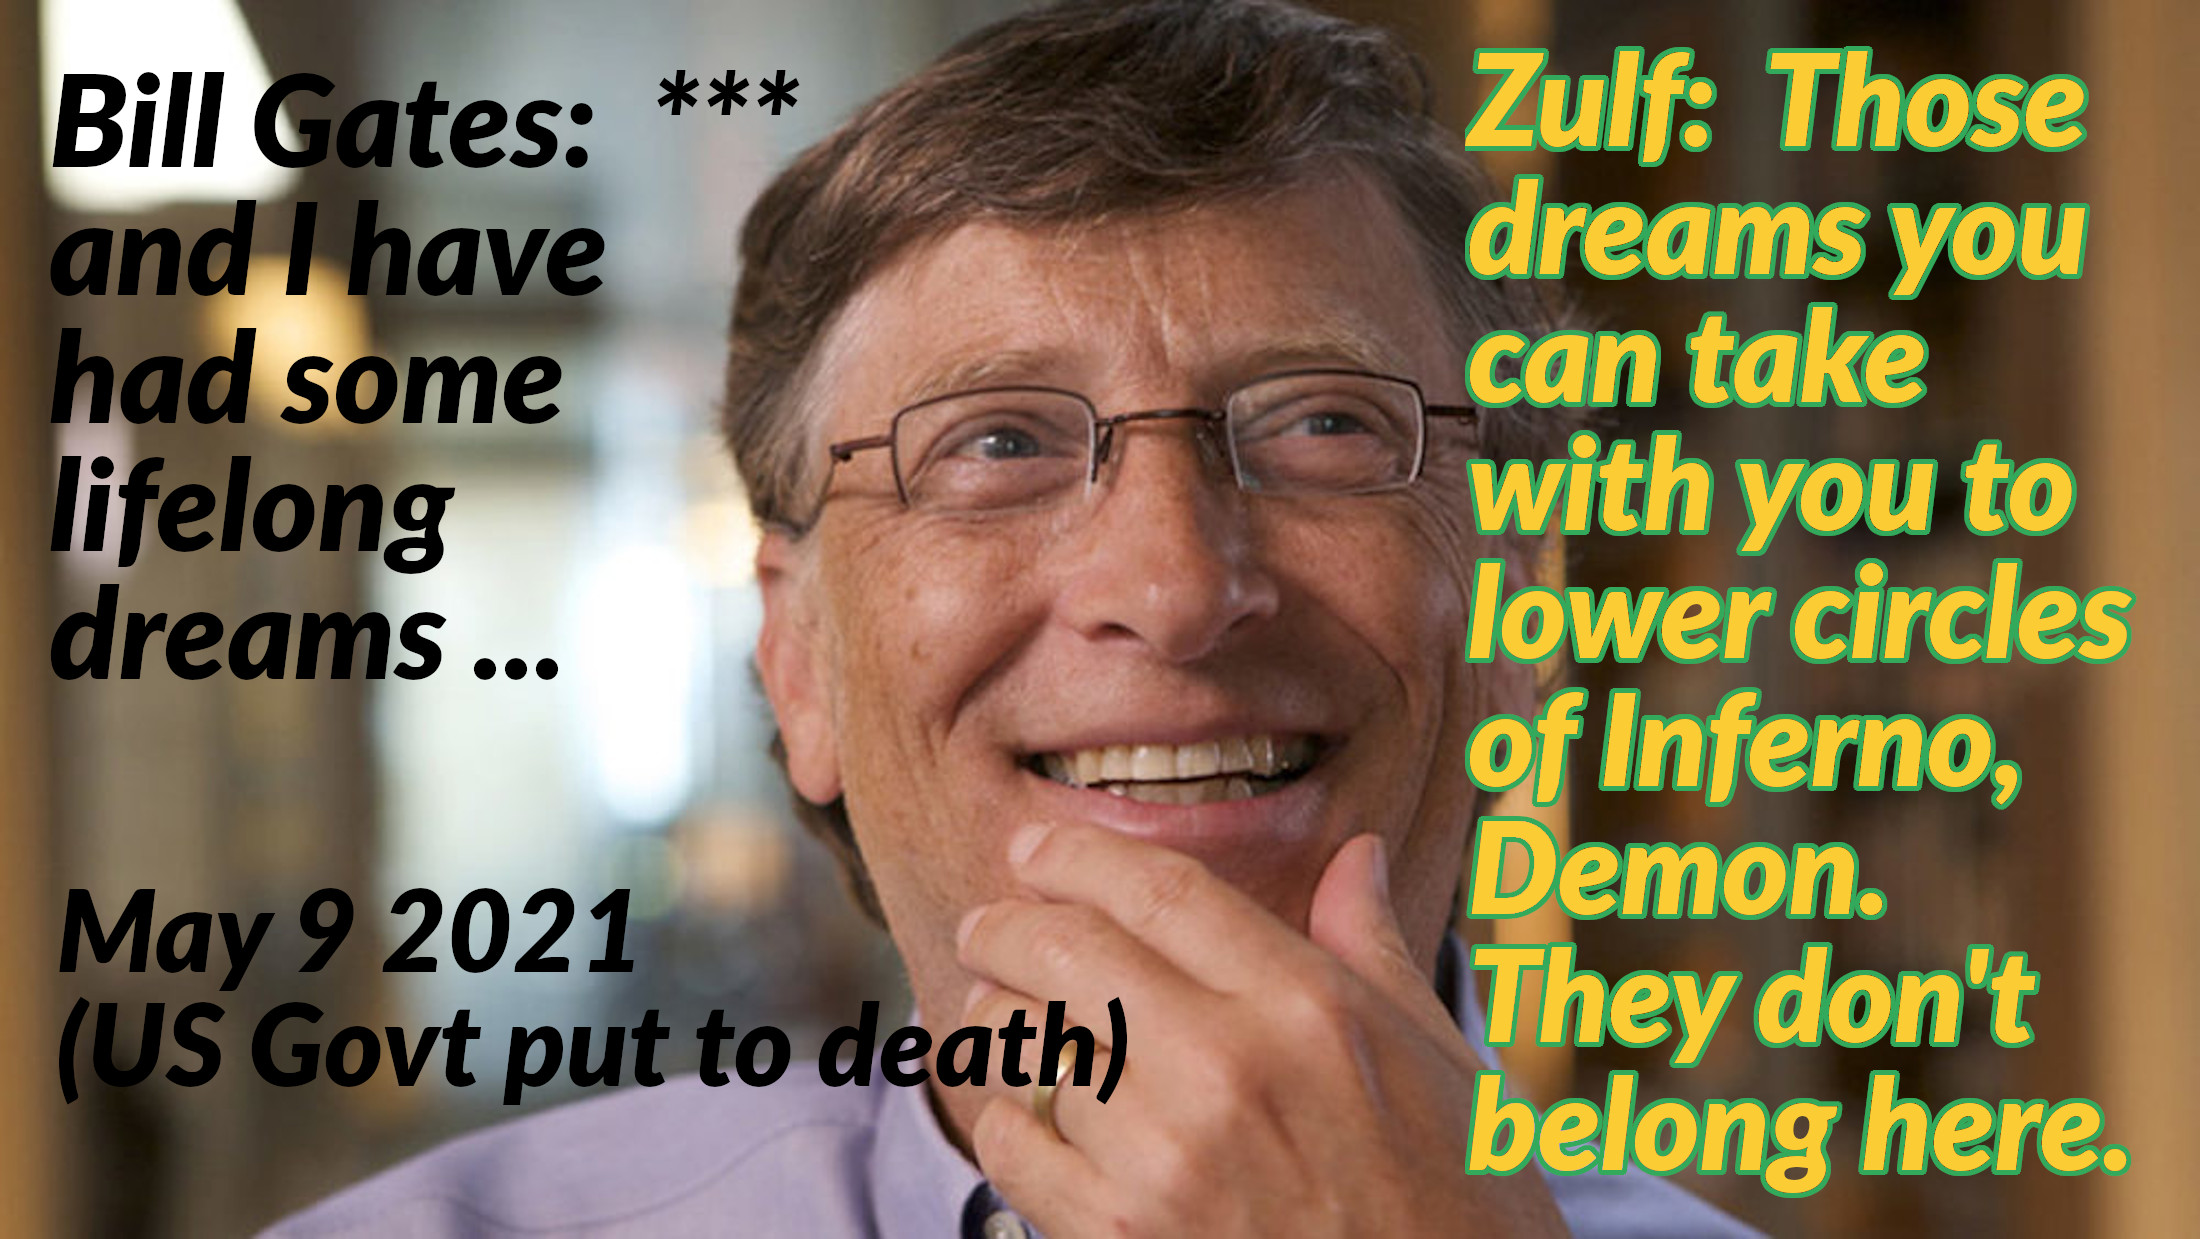 Bill Gates: ***
and I have
had some
lifelong
dreams ...
May 9 2021
(US Govt put to death)
Zulf: Those
dreams you
can take
with you to
lower circles
of Inferno,
Demon.
They don't
belong here.